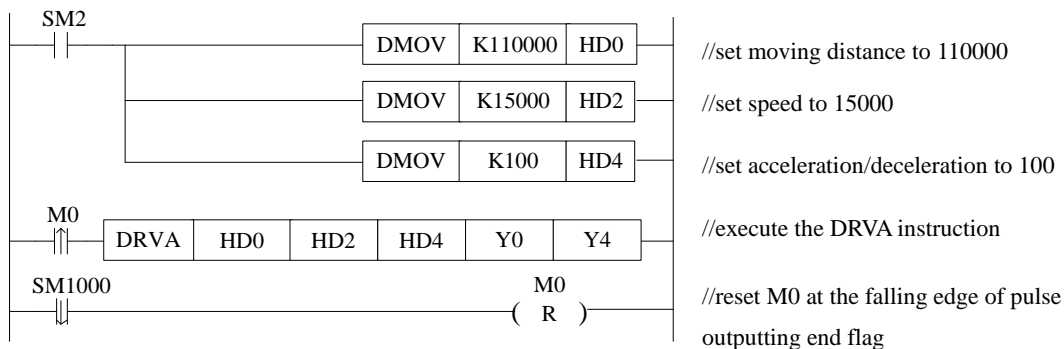 SM2
DMOV K110000 HD0 //set moving distance to 110000
DMOV K15000 HD2 //set speed to 15000
DMOV K100 HD4 //set acceleration/deceleration to 100
M0
DRVA HD0 HD2 HD4 Y0 Y4 //execute the DRVA instruction
SM1000 M0
( R ) //reset M0 at the falling edge of pulse
outputting end flag